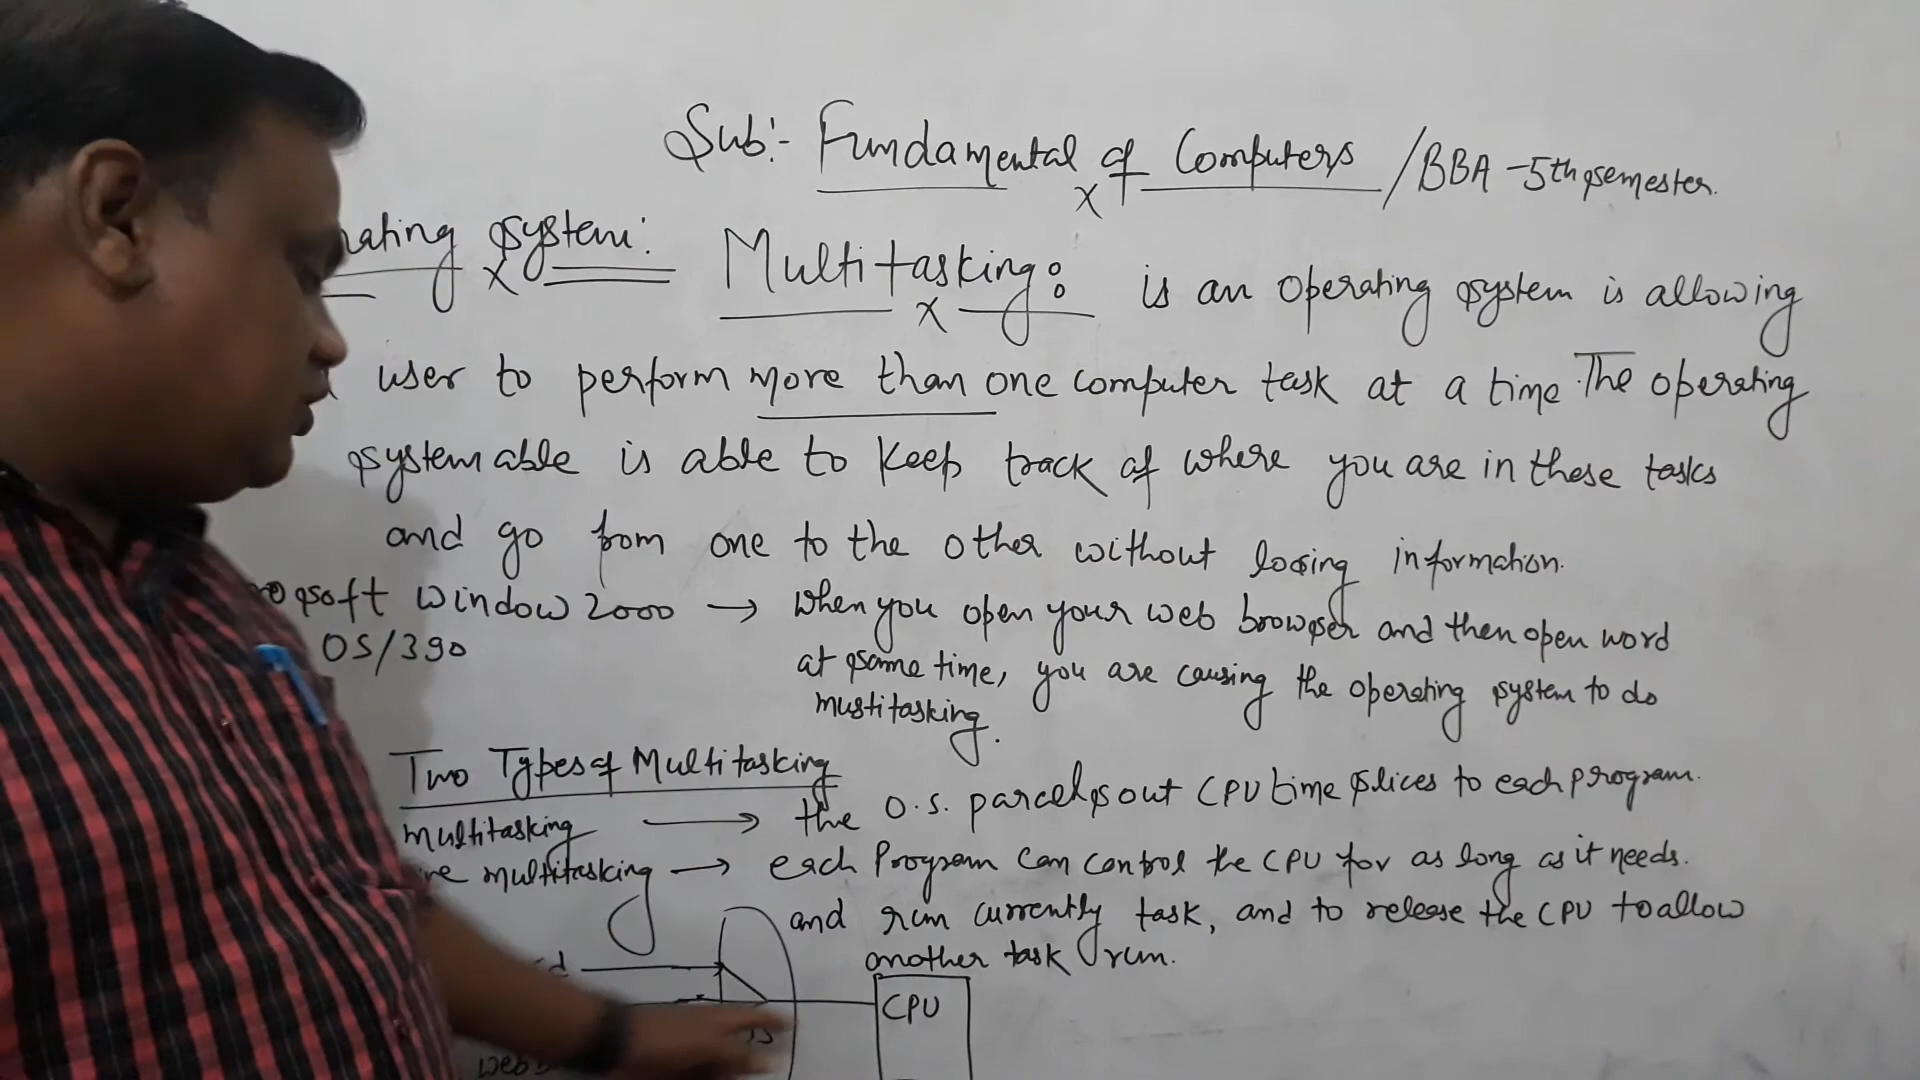 Sub:- Fundamental of Computers / BBA - 5th semester.
rating system: Multitasking: is an operating system is allowing
user to perform more than one computer task at a time. The operating
system able is able to keep track of where you are in these tasks
and go from one to the other without loosing information.
osoft window 2000 → when you open your web browser and then open word
OS/390
at same time, you are causing the operating system to do
mustitasking.
Two Types of Multitasking
multitasking → the O.S. parcels out CPU time slices to each program.
ve multitasking → each Program can control the CPU for as long as it needs.
and run currently task, and to release the CPU to allow
another task run.
d
CPU
web